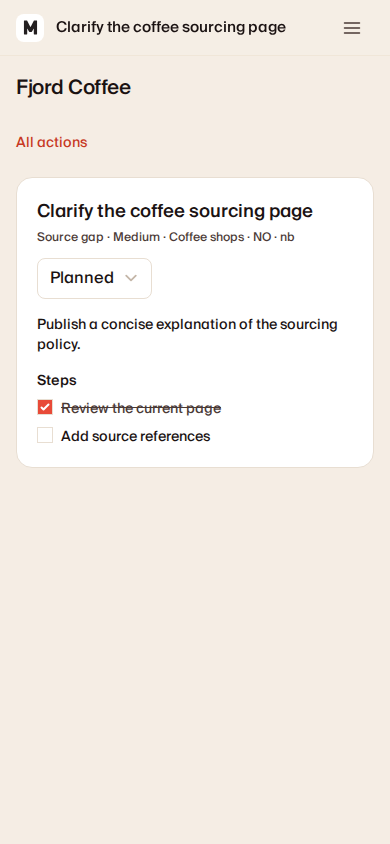 M Clarify the coffee sourcing page
Fjord Coffee
All actions
Clarify the coffee sourcing page
Source gap · Medium · Coffee shops · NO · nb
Planned
Publish a concise explanation of the sourcing
policy.
Steps
Review the current page
Add source references